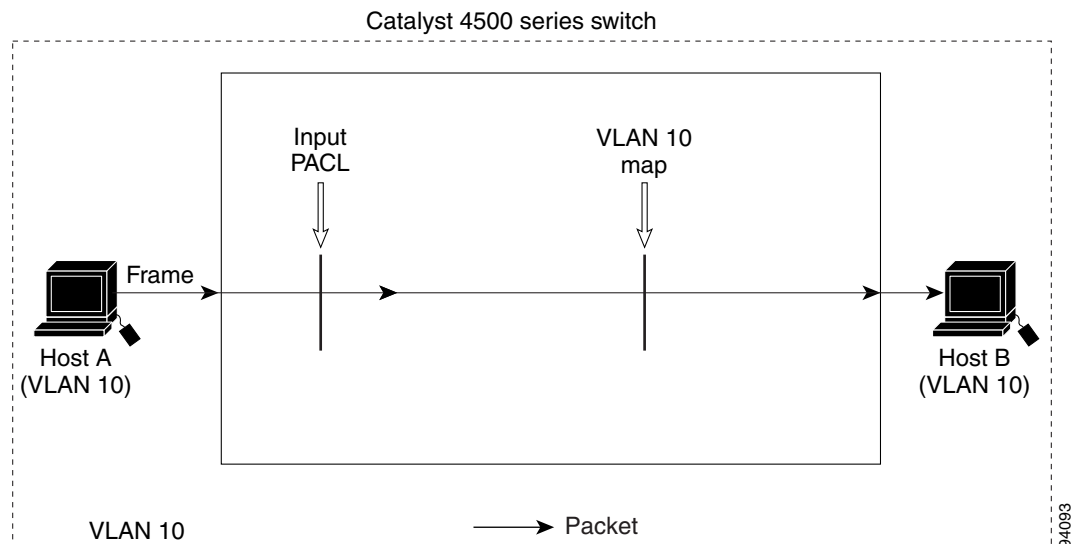 Catalyst 4500 series switch
Input
PACL
VLAN 10
map
Frame
Host A
(VLAN 10)
Host B
(VLAN 10)
VLAN 10
Packet
94093